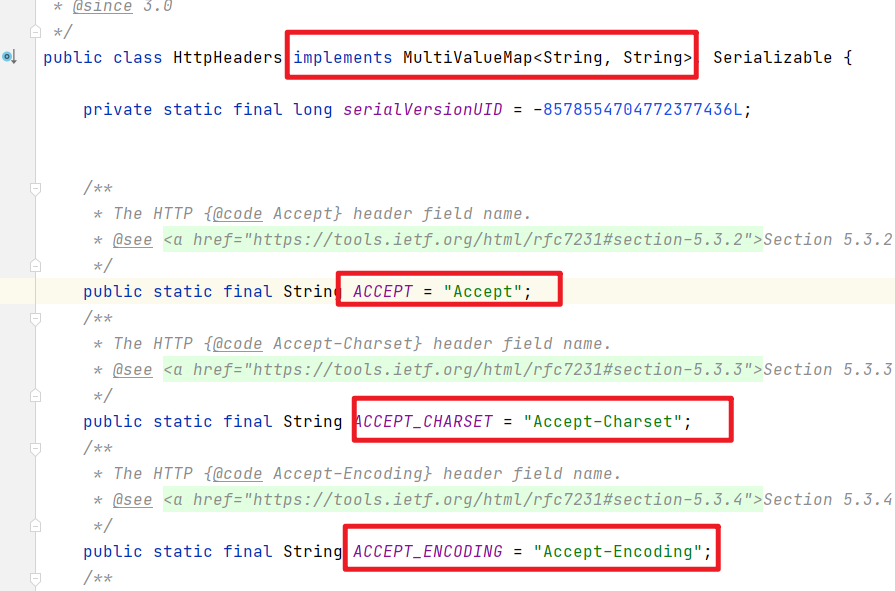 * @since 3.0
*/
public class HttpHeaders implements MultiValueMap<String, String>, Serializable {
private static final long serialVersionUID = -8578554704772377436L;
/**
* The HTTP {@code Accept} header field name.
* @see <a href="https://tools.ietf.org/html/rfc7231#section-5.3.2">Section 5.3.2
*/
public static final String ACCEPT = "Accept";
/**
* The HTTP {@code Accept-Charset} header field name.
* @see <a href="https://tools.ietf.org/html/rfc7231#section-5.3.3">Section 5.3.3
*/
public static final String ACCEPT_CHARSET = "Accept-Charset";
/**
* The HTTP {@code Accept-Encoding} header field name.
* @see <a href="https://tools.ietf.org/html/rfc7231#section-5.3.4">Section 5.3.4
*/
public static final String ACCEPT_ENCODING = "Accept-Encoding";
/**